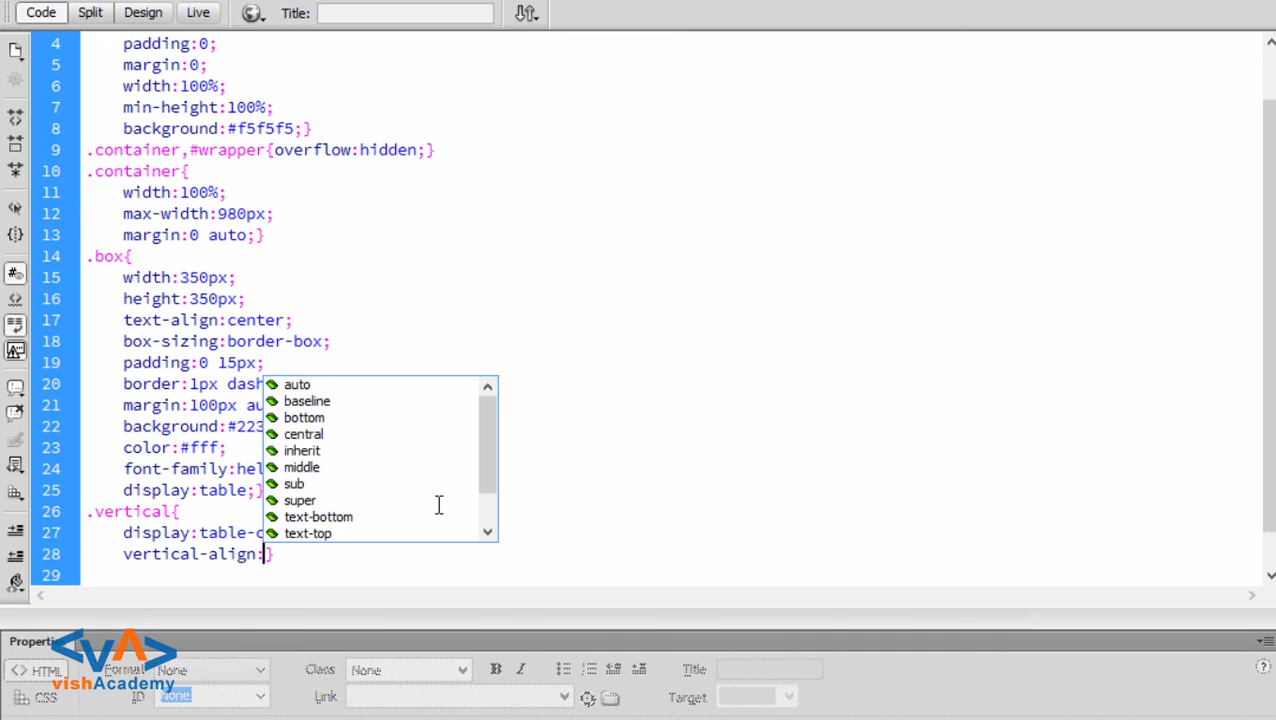 Code Split Design Live Title:
4 padding:0;
5 margin:0;
6 width:100%;
7 min-height:100%;
8 background:#f5f5f5;}
9 .container,#wrapper{overflow:hidden;}
10 .container{
11 width:100%;
12 max-width:980px;
13 margin:0 auto;}
14 .box{
15 width:350px;
16 height:350px;
17 text-align:center;
18 box-sizing:border-box;
19 padding:0 15px;
20 border:1px dash
21 margin:100px au
22 background:#223
23 color:#fff;
24 font-family:hel
25 display:table;}
26 .vertical{
27 display:table-c
28 vertical-align:}
29
auto
baseline
bottom
central
inherit
middle
sub
super
text-bottom
text-top
Properti
<> HTML Format None Class None B I Title
CSS ID None Link Target
vishAcademy